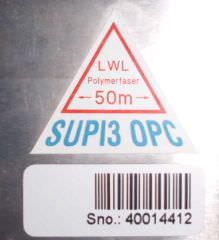 LWL
Polymerfaser
50m
SUPI3 OPC
Sno.: 40014412